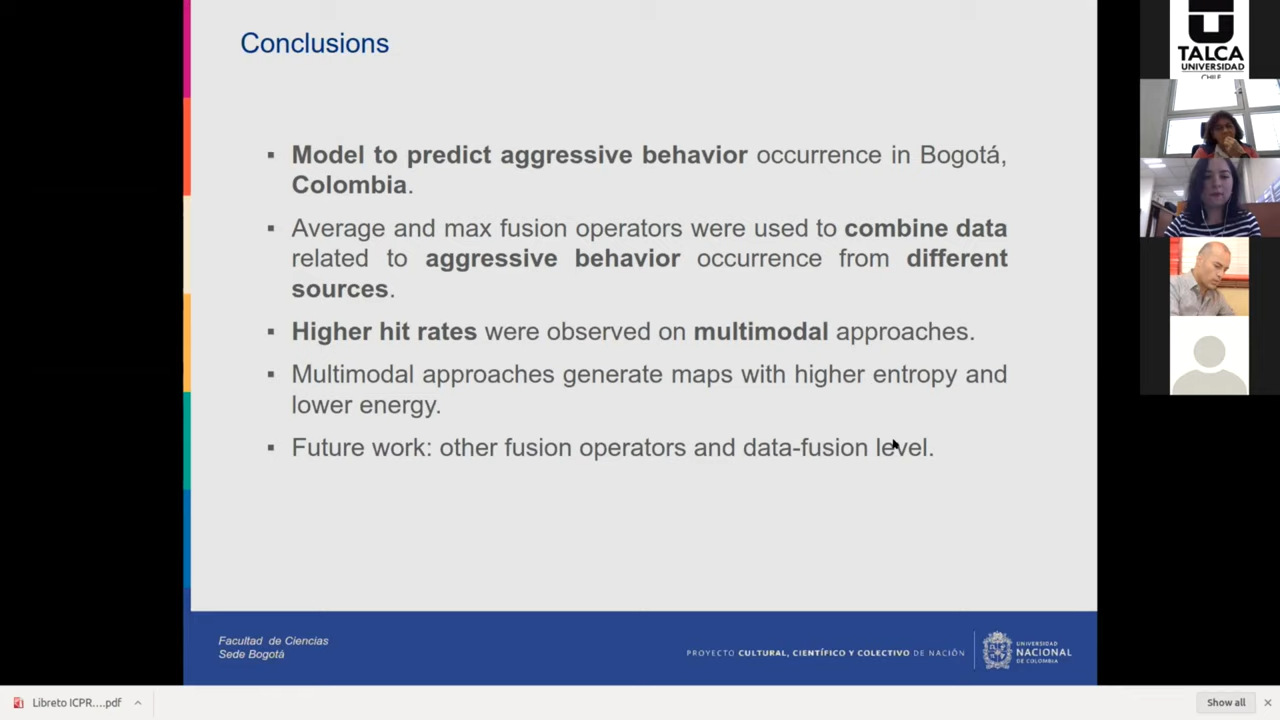 Conclusions
▪ Model to predict aggressive behavior occurrence in Bogotá,
Colombia.
▪ Average and max fusion operators were used to combine data
related to aggressive behavior occurrence from different
sources.
▪ Higher hit rates were observed on multimodal approaches.
▪ Multimodal approaches generate maps with higher entropy and
lower energy.
▪ Future work: other fusion operators and data-fusion level.
Facultad de Ciencias
Sede Bogotá
PROYECTO CULTURAL, CIENTÍFICO Y COLECTIVO DE NACIÓN
UNIVERSIDAD
NACIONAL
DE COLOMBIA
TALCA
UNIVERSIDAD
CHILE
Libreto ICPR....pdf
Show all